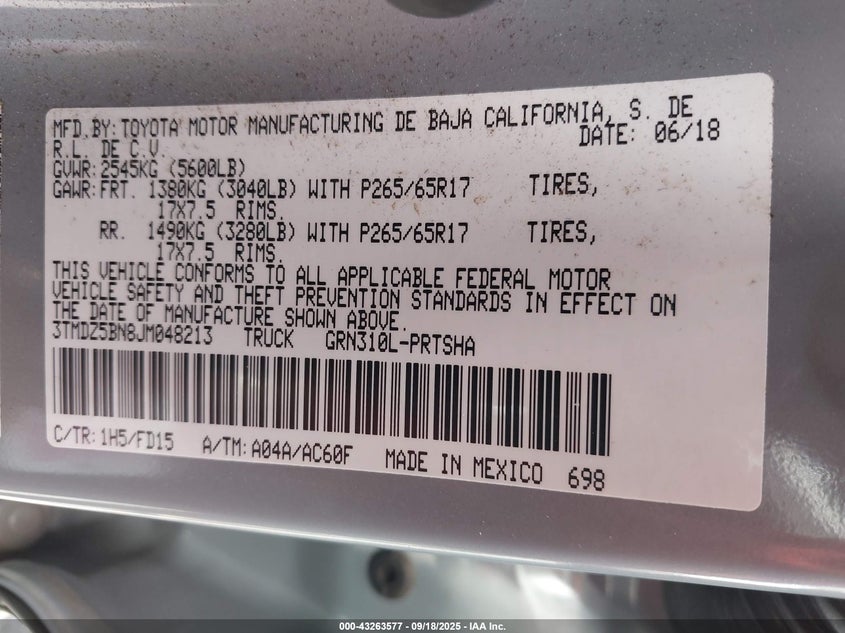 MFD.BY:TOYOTA MOTOR MANUFACTURING DE BAJA CALIFORNIA, S. DE
R.L. DE C.V. DATE: 06/18
GVWR:2545KG (5600LB)
GAWR:FRT. 1380KG (3040LB) WITH P265/65R17 TIRES,
17X7.5 RIMS.
RR. 1490KG (3280LB) WITH P265/65R17 TIRES,
17X7.5 RIMS.
THIS VEHICLE CONFORMS TO ALL APPLICABLE FEDERAL MOTOR
VEHICLE SAFETY AND THEFT PREVENTION STANDARDS IN EFFECT ON
THE DATE OF MANUFACTURE SHOWN ABOVE.
3TMDZ5BN8JM048213 TRUCK GRN310L-PRTSHA
C/TR:1H5/FD15 A/TM:A04A/AC60F MADE IN MEXICO 698
000-43263577 - 09/18/2025 - IAA Inc.